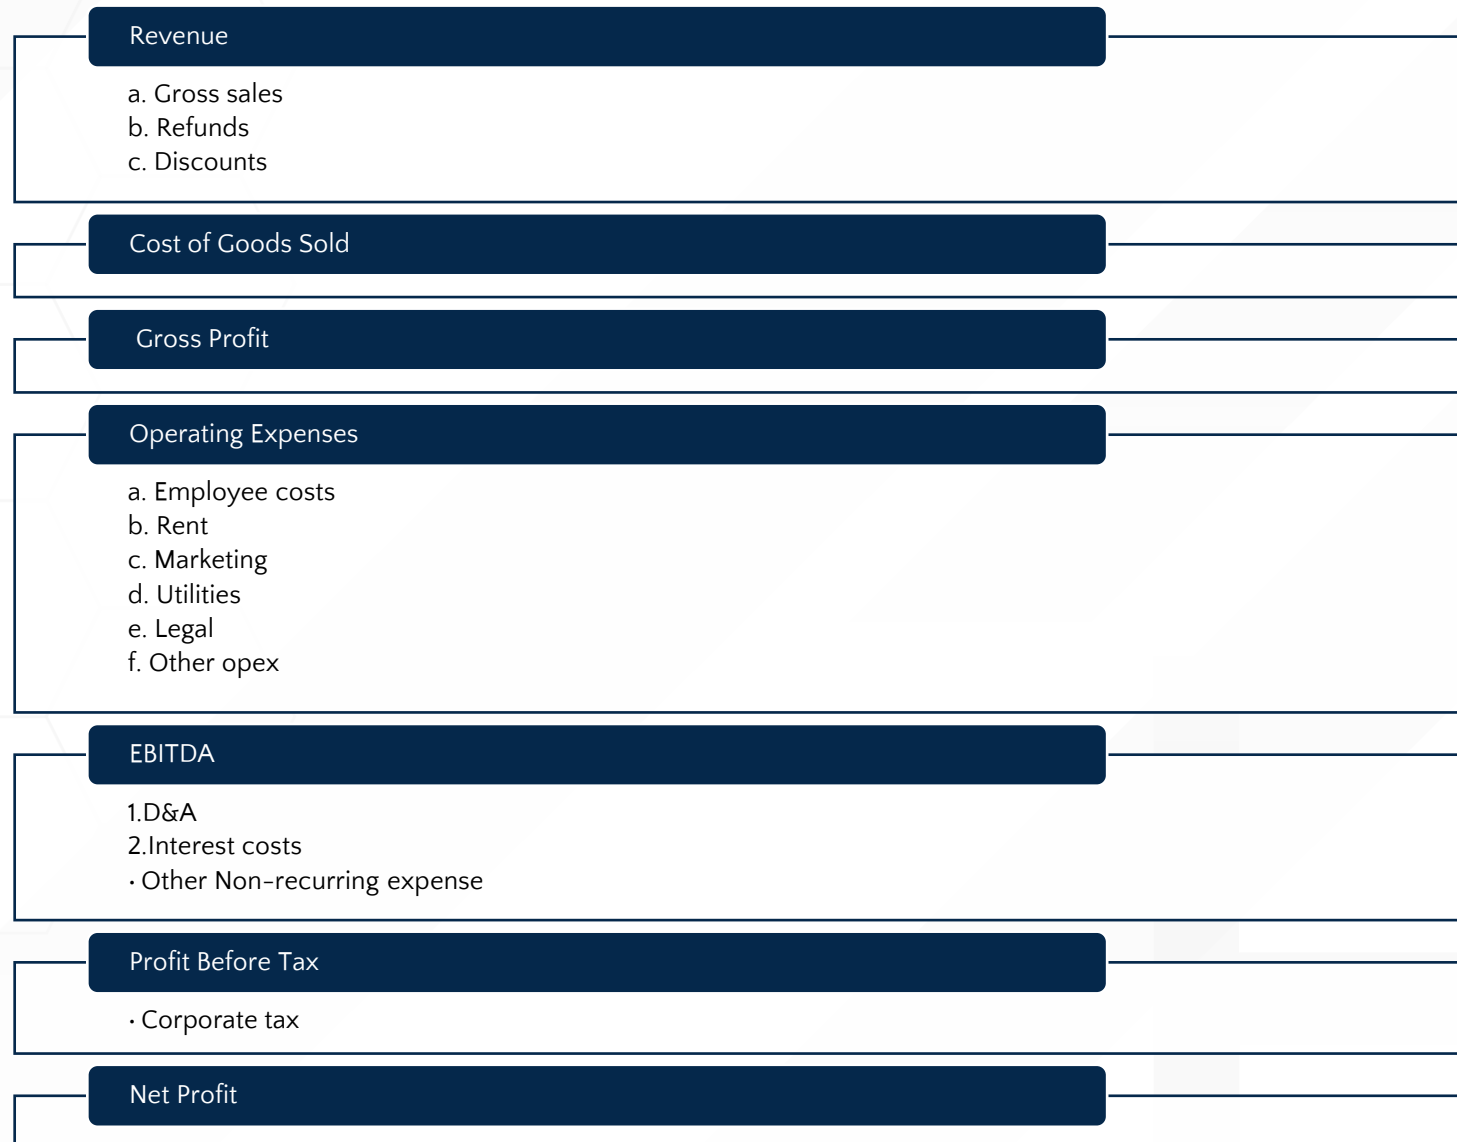 Revenue
a. Gross sales
b. Refunds
c. Discounts
Cost of Goods Sold
Gross Profit
Operating Expenses
a. Employee costs
b. Rent
c. Marketing
d. Utilities
e. Legal
f. Other opex
EBITDA
1.D&A
2.Interest costs
• Other Non-recurring expense
Profit Before Tax
• Corporate tax
Net Profit